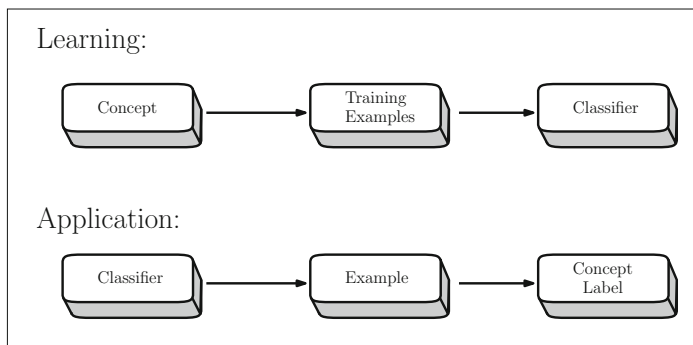 Learning:
Concept
Training
Examples
Classifier
Application:
Classifier
Example
Concept
Label